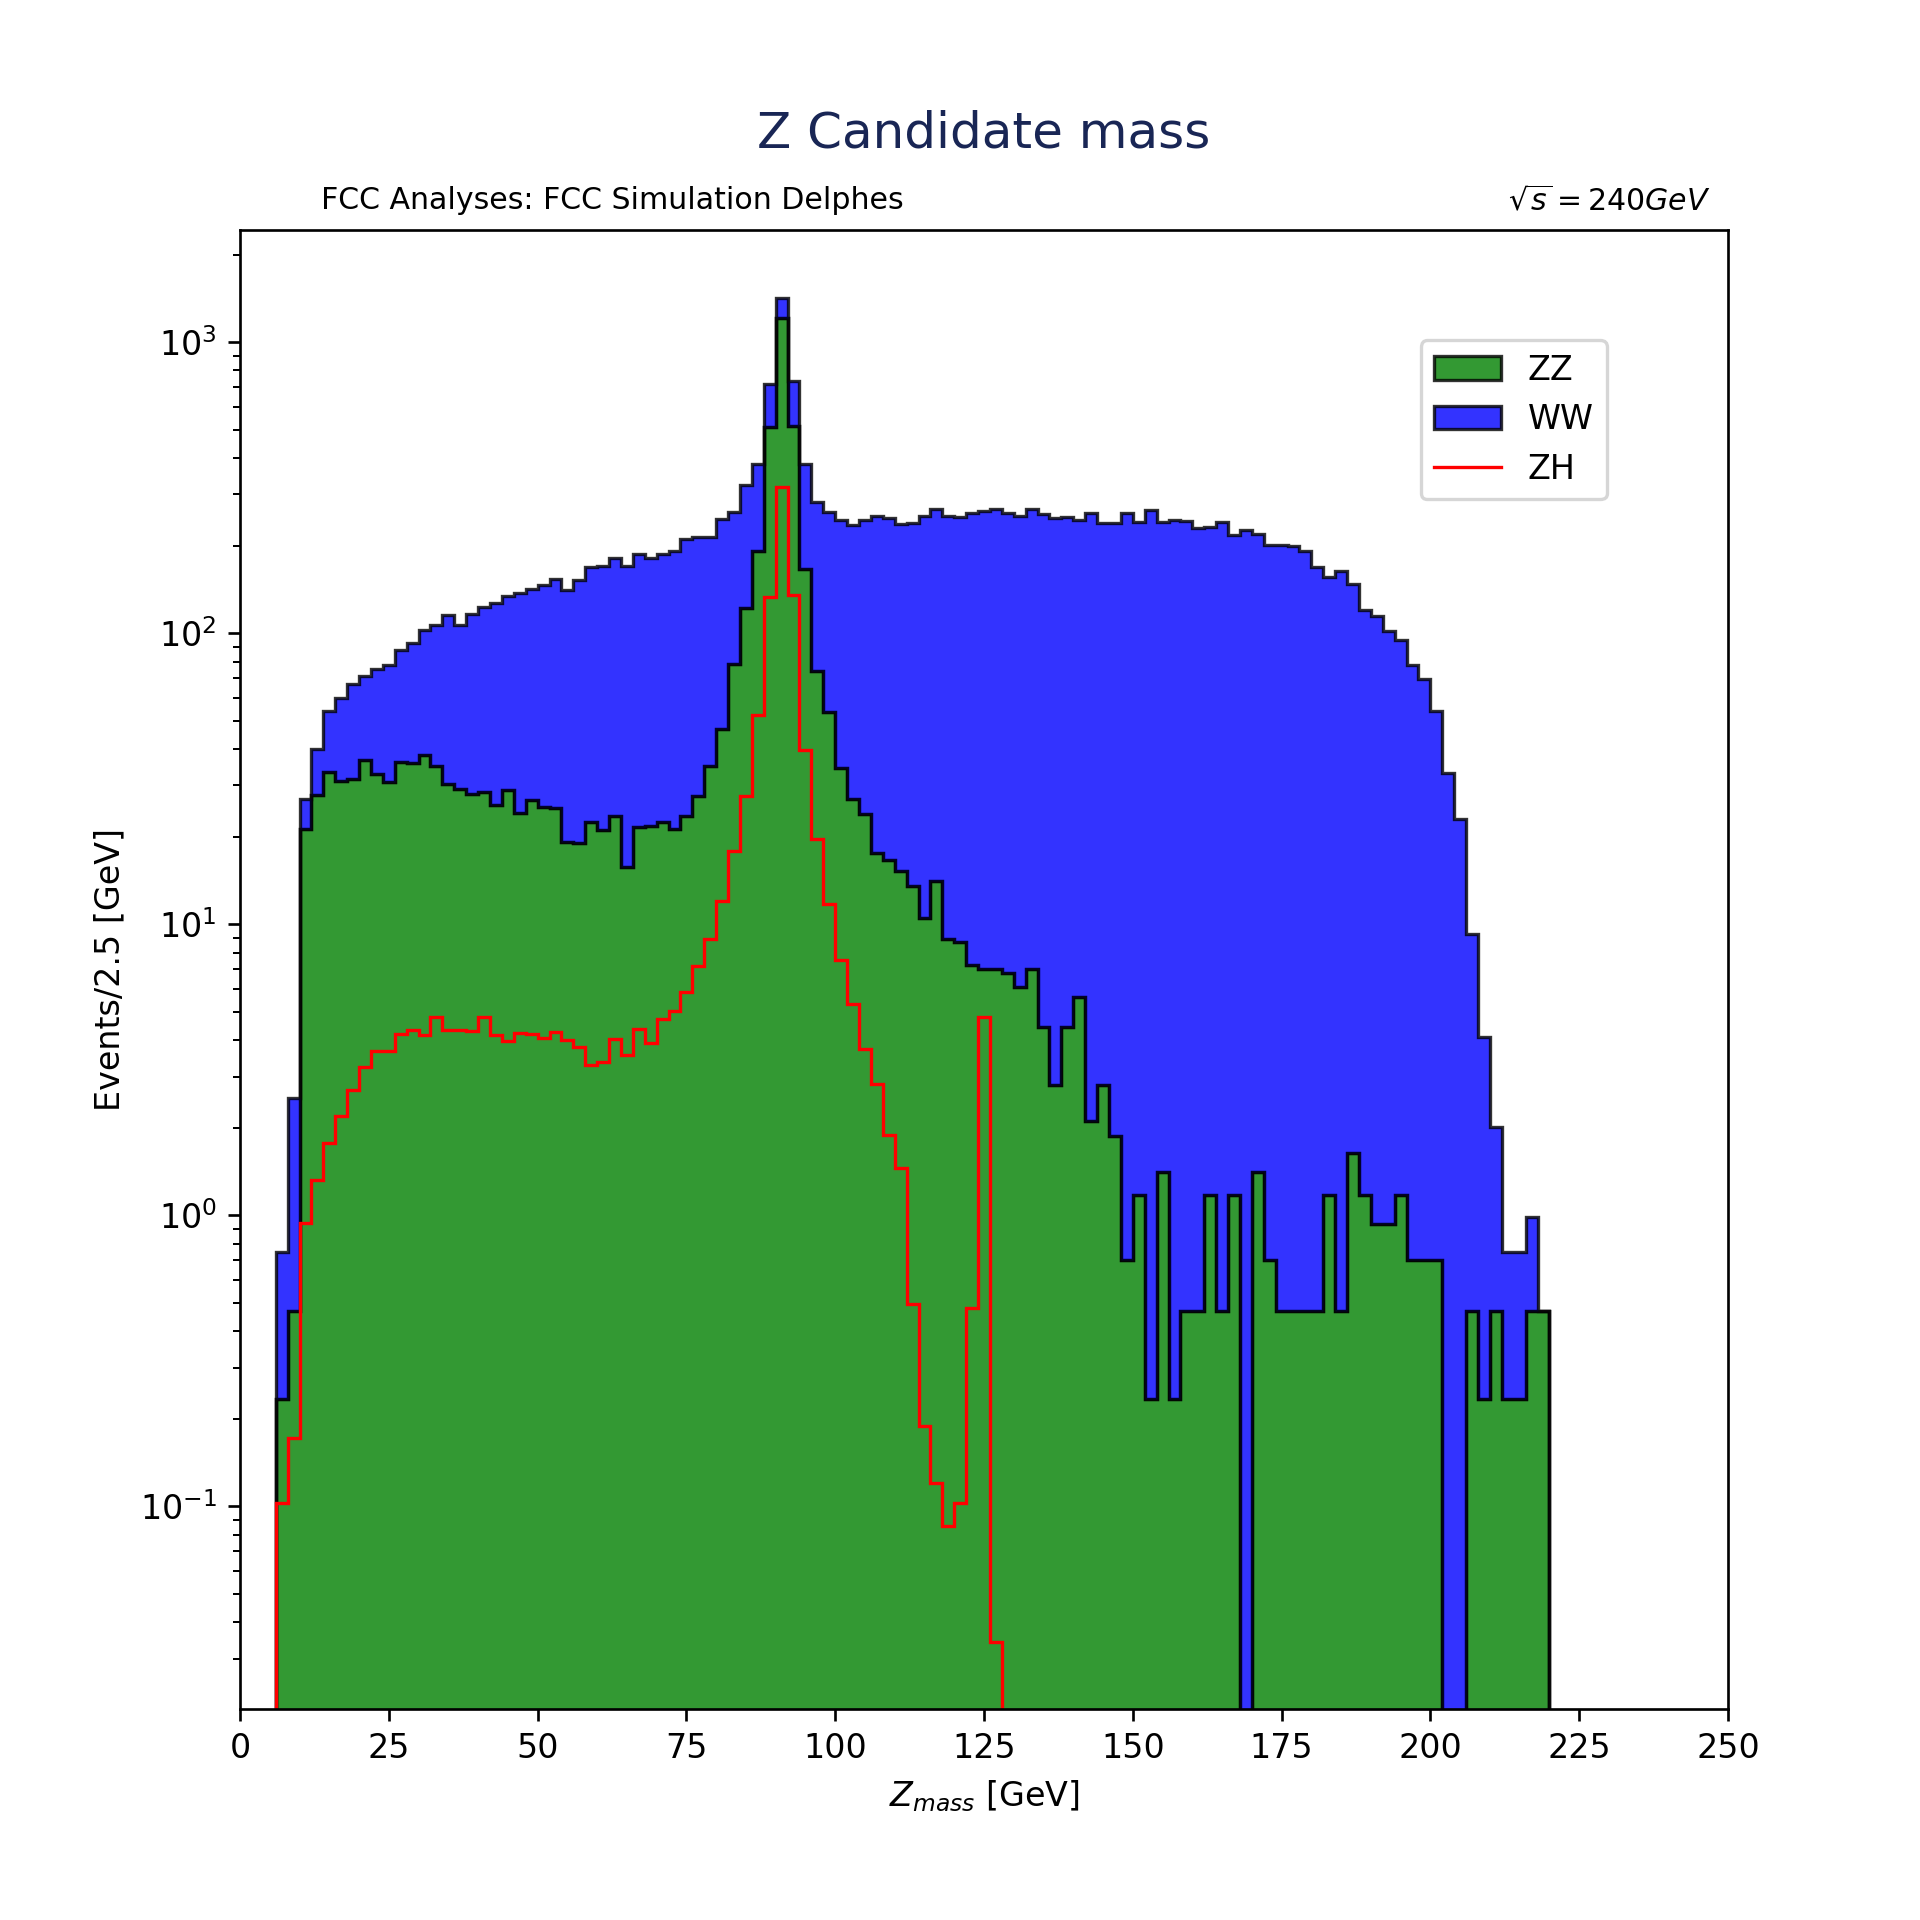 Z Candidate mass
FCC Analyses: FCC Simulation Delphes
√s = 240GeV
ZZ
WW
ZH
10³
10²
10¹
10⁰
10⁻¹
Events/2.5 [GeV]
0 25 50 75 100 125 150 175 200 225 250
Z_mass [GeV]